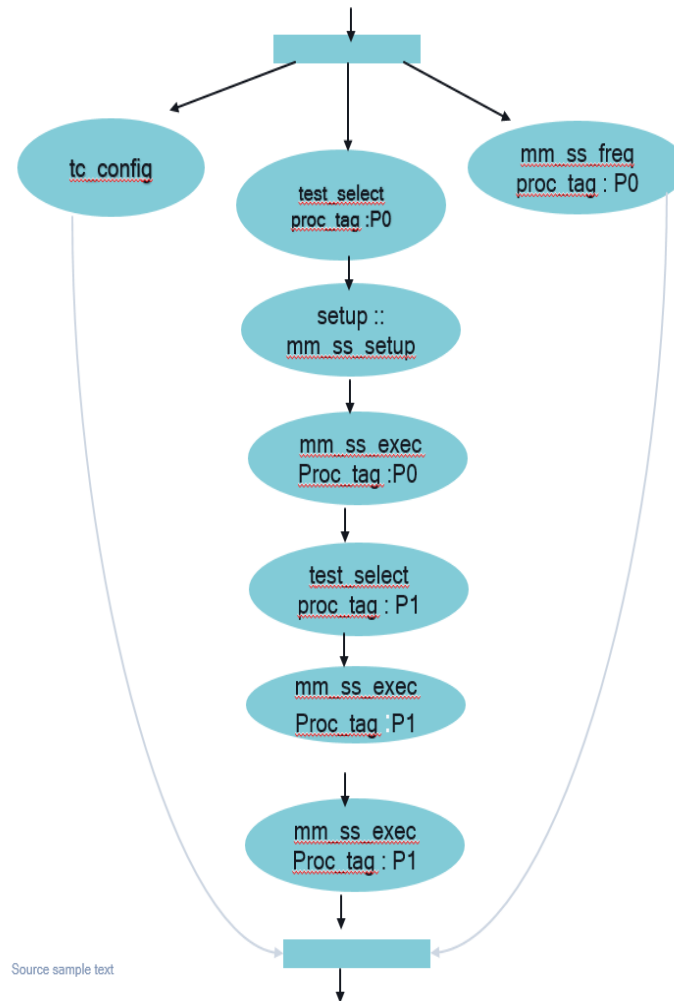 tc_config
mm_ss_freq
proc_tag : P0
test_select
proc_tag :P0
setup ::
mm_ss_setup
mm_ss_exec
Proc_tag :P0
test_select
proc_tag : P1
mm_ss_exec
Proc_tag :P1
mm_ss_exec
Proc_tag : P1
Source sample text